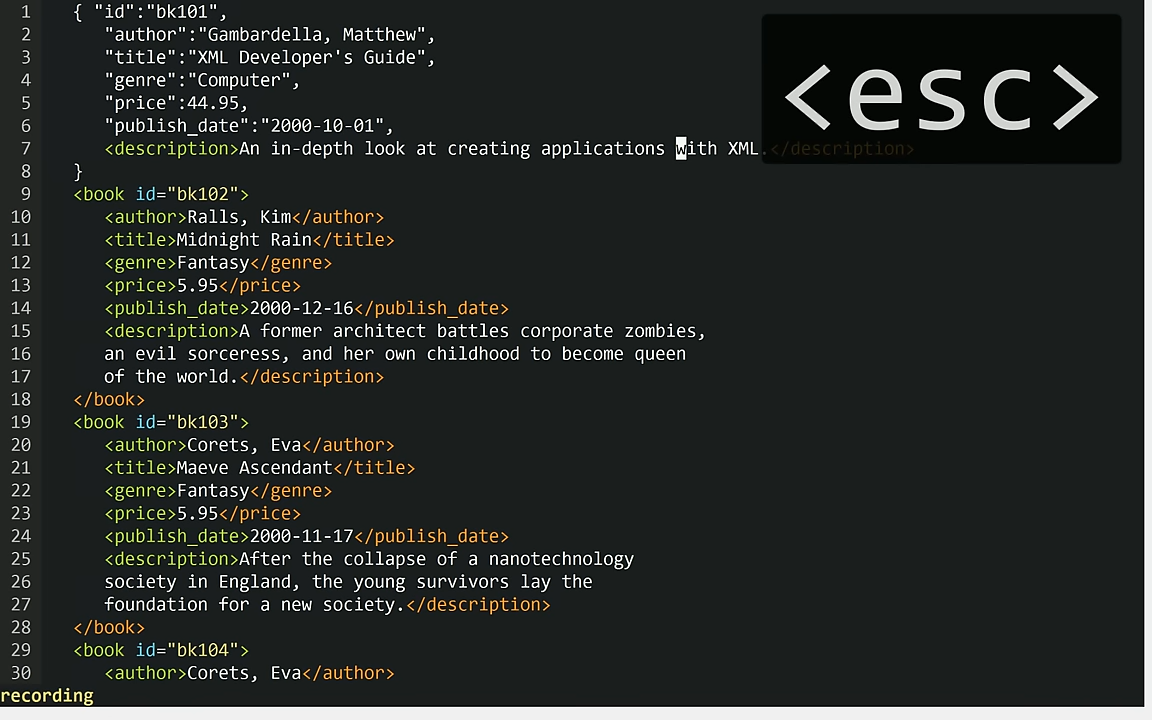 1 { "id":"bk101",
2 "author":"Gambardella, Matthew",
3 "title":"XML Developer's Guide",
4 "genre":"Computer",
5 "price":44.95,
6 "publish_date":"2000-10-01",
<esc>
7 <description>An in-depth look at creating applications with XML.</description>
8 }
9 <book id="bk102">
10 <author>Ralls, Kim</author>
11 <title>Midnight Rain</title>
12 <genre>Fantasy</genre>
13 <price>5.95</price>
14 <publish_date>2000-12-16</publish_date>
15 <description>A former architect battles corporate zombies,
16 an evil sorceress, and her own childhood to become queen
17 of the world.</description>
18 </book>
19 <book id="bk103">
20 <author>Corets, Eva</author>
21 <title>Maeve Ascendant</title>
22 <genre>Fantasy</genre>
23 <price>5.95</price>
24 <publish_date>2000-11-17</publish_date>
25 <description>After the collapse of a nanotechnology
26 society in England, the young survivors lay the
27 foundation for a new society.</description>
28 </book>
29 <book id="bk104">
30 <author>Corets, Eva</author>
recording